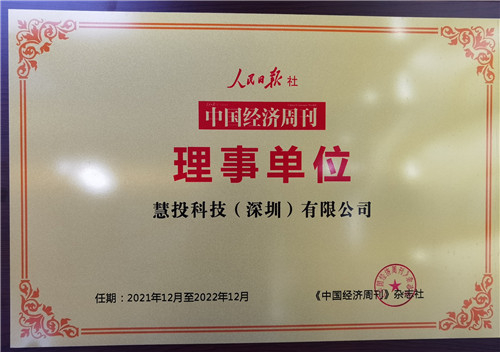 人民日报 社
中国经济周刊
理事单位
慧投科技（深圳）有限公司
任期：2021年12月至2022年12月
《中国经济周刊》杂志社